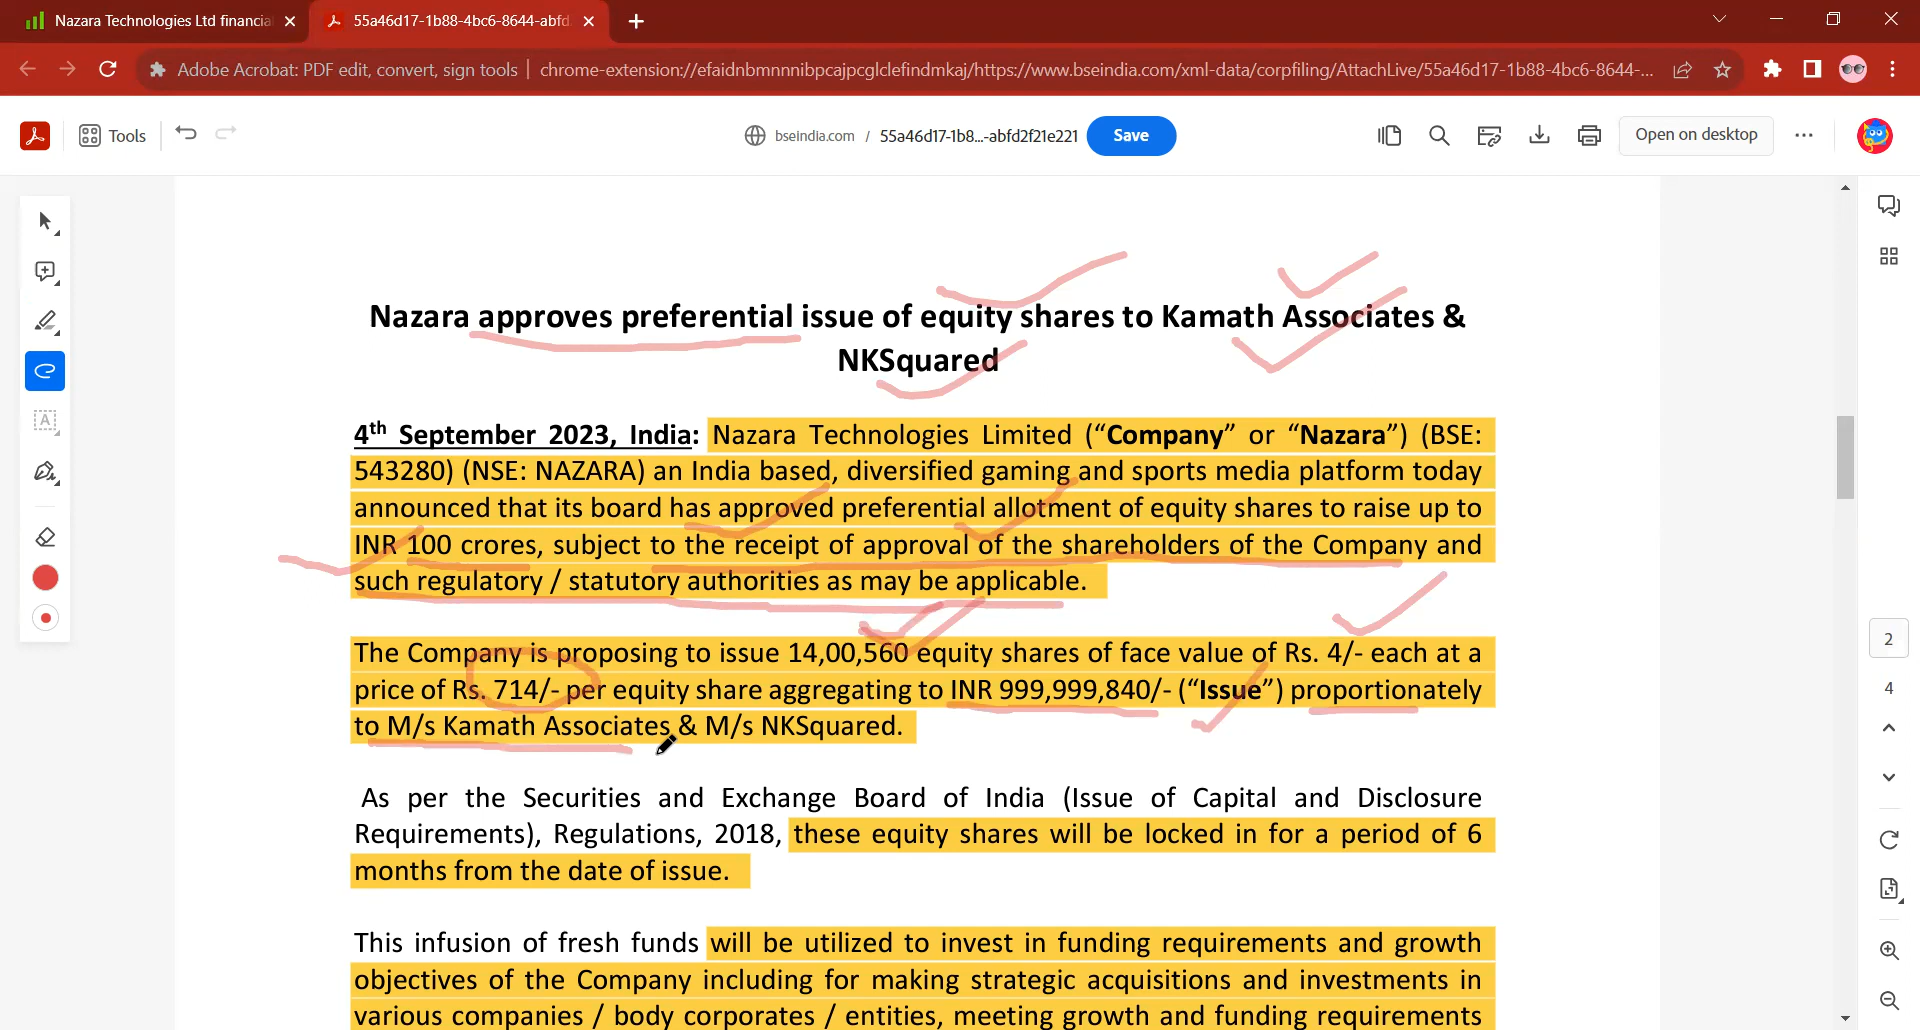 Nazara Technologies Ltd financia
55a46d17-1b88-4bc6-8644-abfd
Adobe Acrobat: PDF edit, convert, sign tools | chrome-extension://efaidnbmnnnibpcajpcglclefindmkaj/https://www.bseindia.com/xml-data/corpfiling/AttachLive/55a46d17-1b88-4bc6-8644-...
Tools
bseindia.com / 55a46d17-1b8...-abfd2f21e221
Save
Open on desktop
Nazara approves preferential issue of equity shares to Kamath Associates &
NKSquared
4th September 2023, India: Nazara Technologies Limited (“Company” or “Nazara”) (BSE:
543280) (NSE: NAZARA) an India based, diversified gaming and sports media platform today
announced that its board has approved preferential allotment of equity shares to raise up to
INR 100 crores, subject to the receipt of approval of the shareholders of the Company and
such regulatory / statutory authorities as may be applicable.
The Company is proposing to issue 14,00,560 equity shares of face value of Rs. 4/- each at a
price of Rs. 714/- per equity share aggregating to INR 999,999,840/- (“Issue”) proportionately
to M/s Kamath Associates & M/s NKSquared.
As per the Securities and Exchange Board of India (Issue of Capital and Disclosure
Requirements), Regulations, 2018, these equity shares will be locked in for a period of 6
months from the date of issue.
This infusion of fresh funds will be utilized to invest in funding requirements and growth
objectives of the Company including for making strategic acquisitions and investments in
various companies / body corporates / entities, meeting growth and funding requirements
2
4